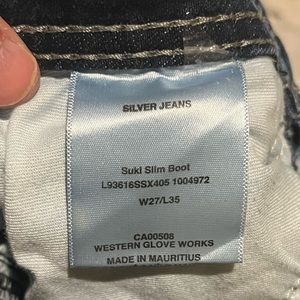 SILVER JEANS
Suki Slim Boot
L93616SSX405 1004972
W27/L35
CA00508
WESTERN GLOVE WORKS
MADE IN MAURITIUS